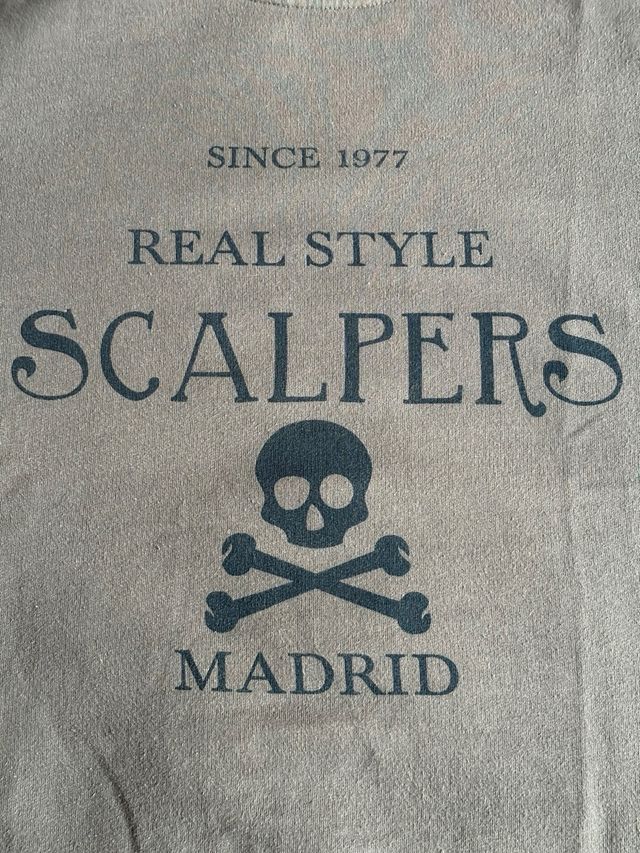 SINCE 1977
REAL STYLE
SCALPERS
MADRID